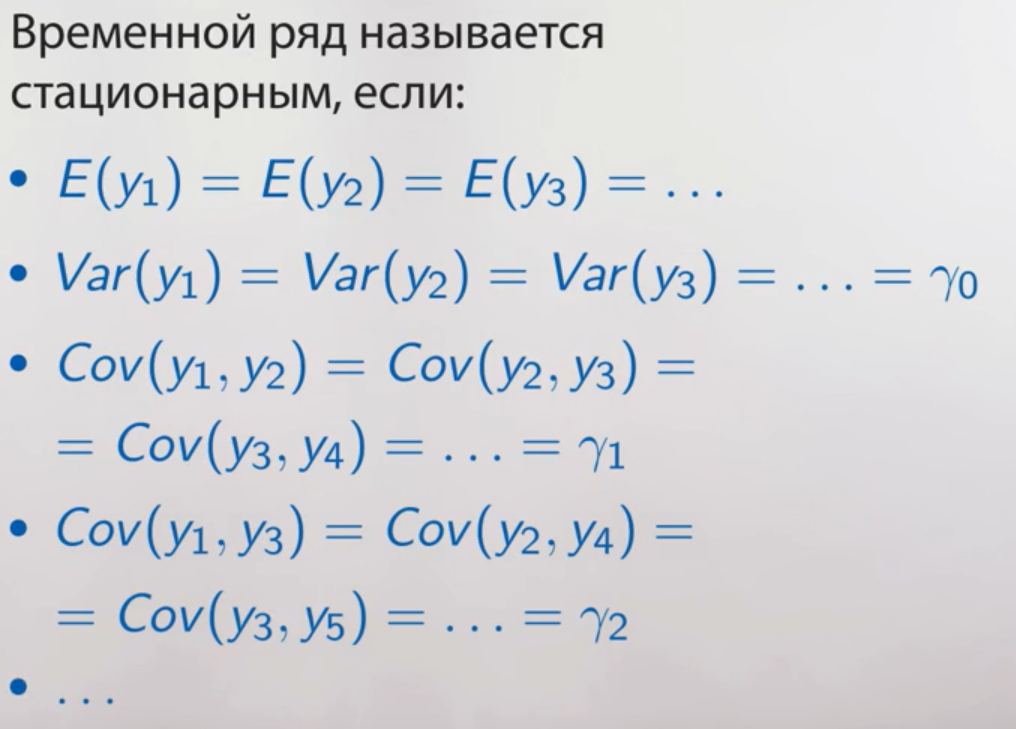 Временной ряд называется
стационарным, если:
• E(y₁) = E(y₂) = E(y₃) = ...
• Var(y₁) = Var(y₂) = Var(y₃) = ... = γ₀
• Cov(y₁, y₂) = Cov(y₂, y₃) =
= Cov(y₃, y₄) = ... = γ₁
• Cov(y₁, y₃) = Cov(y₂, y₄) =
= Cov(y₃, y₅) = ... = γ₂
• ...